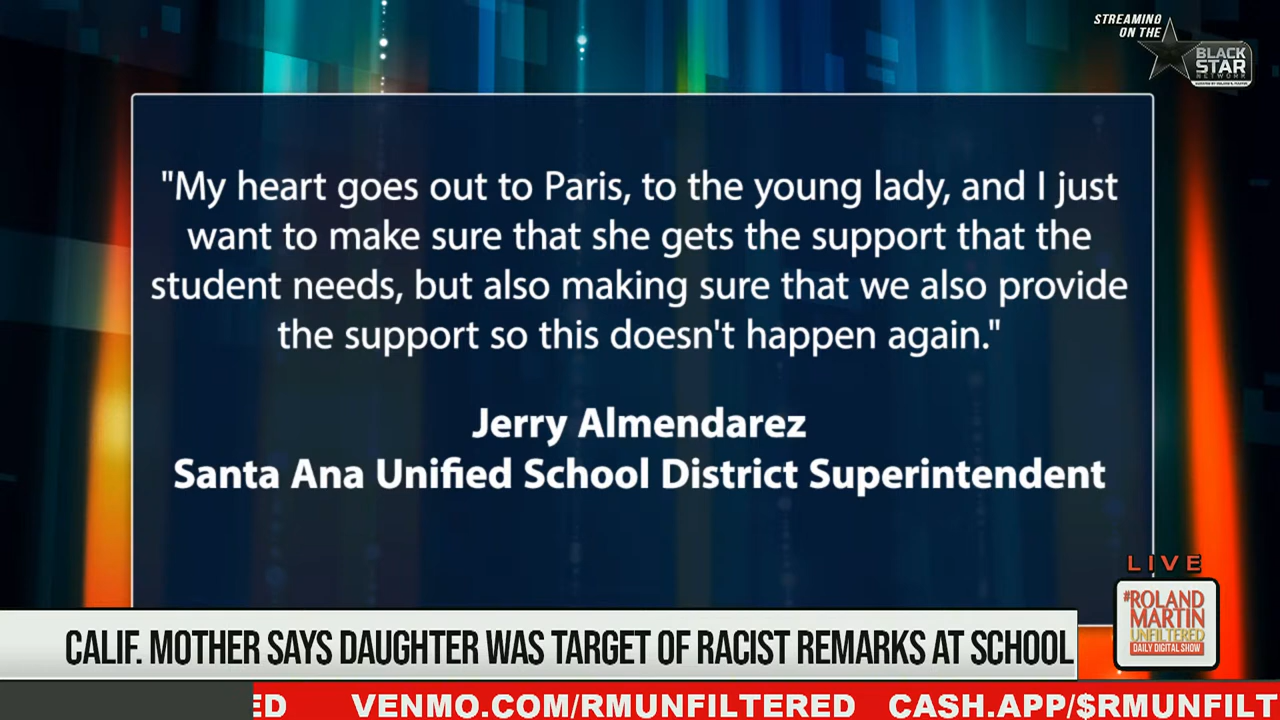 STREAMING
ON THE
BLACK
STAR
NETWORK
"My heart goes out to Paris, to the young lady, and I just
want to make sure that she gets the support that the
student needs, but also making sure that we also provide
the support so this doesn't happen again."
Jerry Almendarez
Santa Ana Unified School District Superintendent
LIVE
#ROLAND
MARTIN
UNFILTERED
DAILY DIGITAL SHOW
CALIF. MOTHER SAYS DAUGHTER WAS TARGET OF RACIST REMARKS AT SCHOOL
ED VENMO.COM/RMUNFILTERED CASH.APP/$RMUNFILT